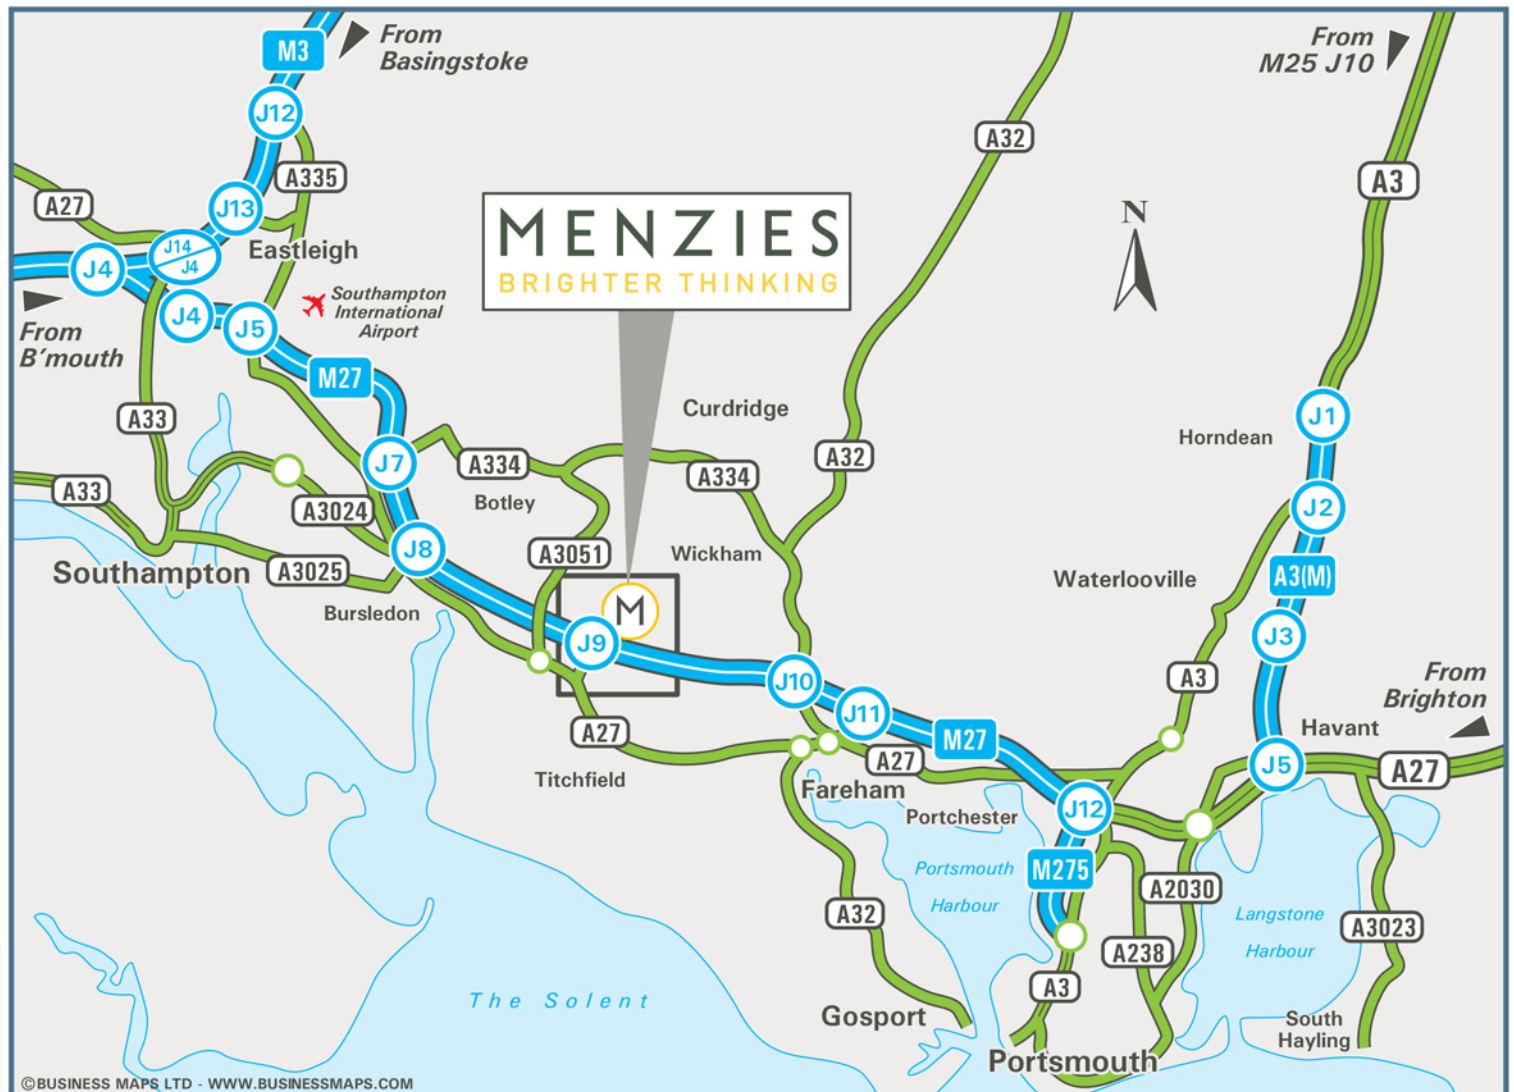 From
Basingstoke
M3
From
M25 J10
J12
A32
A335
A3
A27
J13
J14
J4
Eastleigh
J4
MENZIES
BRIGHTER THINKING
N
Southampton
International
Airport
J4
J5
From
B'mouth
M27
Curdridge
J1
A33
Horndean
A32
J7
A334
A334
A33
Botley
J2
A3024
J8
A3051
Wickham
Southampton
A3025
Waterlooville
A3(M)
Bursledon
M
J9
J3
A3
From
Brighton
J10
J11
A27
M27
Havant
A27
J5
A27
Titchfield
Fareham
J12
Portchester
Portsmouth
Harbour
M275
A2030
A32
Langstone
Harbour
A3023
A238
A3
The Solent
Gosport
South
Hayling
Portsmouth
©BUSINESS MAPS LTD - WWW.BUSINESSMAPS.COM